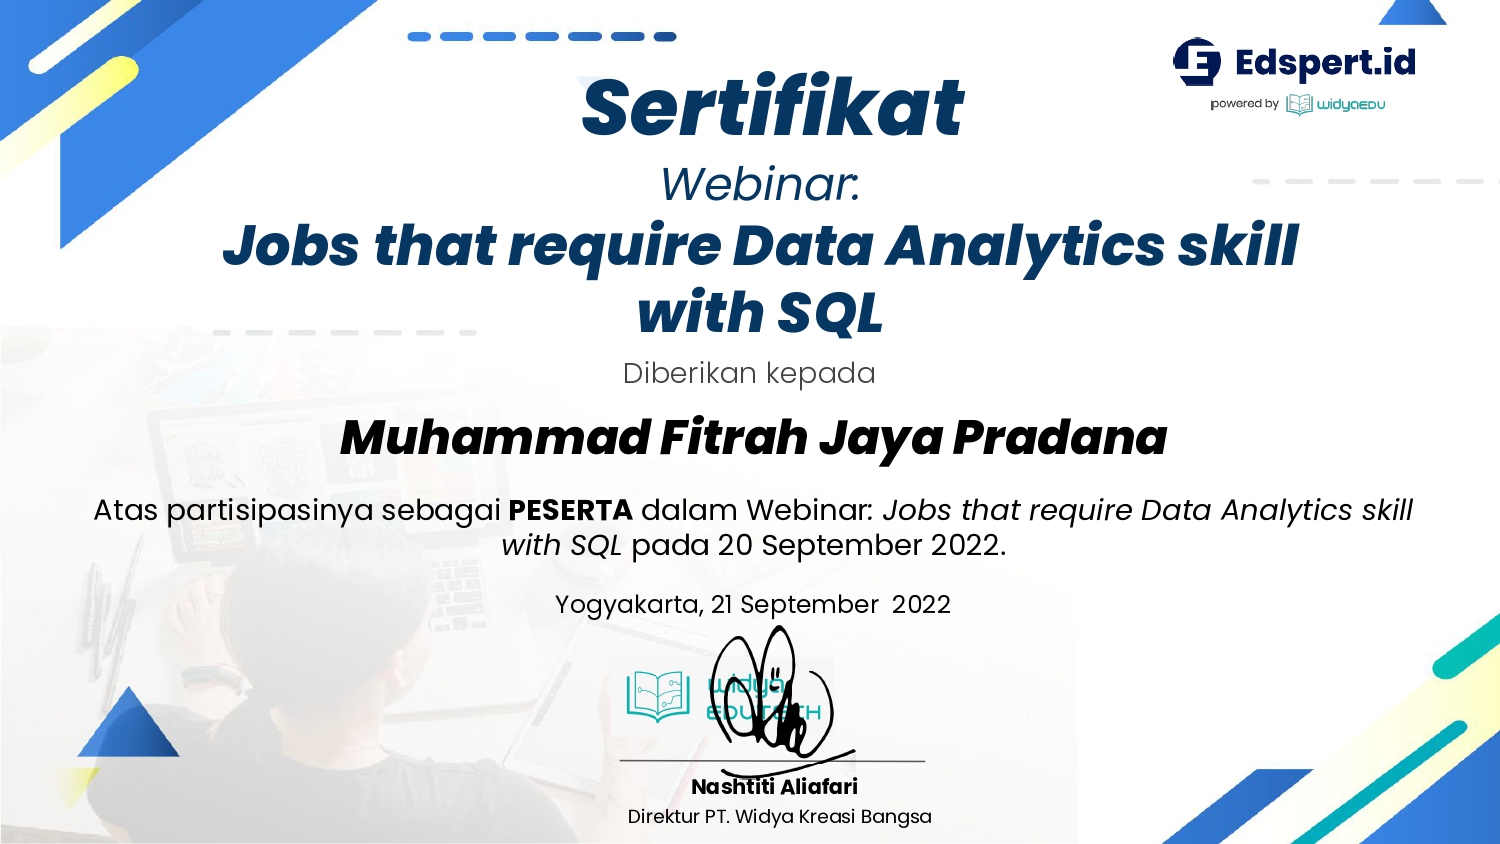 Edspert.id
powered by WIDYAEDU
Sertifikat
Webinar:
Jobs that require Data Analytics skill
with SQL
Diberikan kepada
Muhammad Fitrah Jaya Pradana
Atas partisipasinya sebagai PESERTA dalam Webinar: Jobs that require Data Analytics skill
with SQL pada 20 September 2022.
Yogyakarta, 21 September 2022
widya
EDUTECH
Nashtiti Aliafari
Direktur PT. Widya Kreasi Bangsa